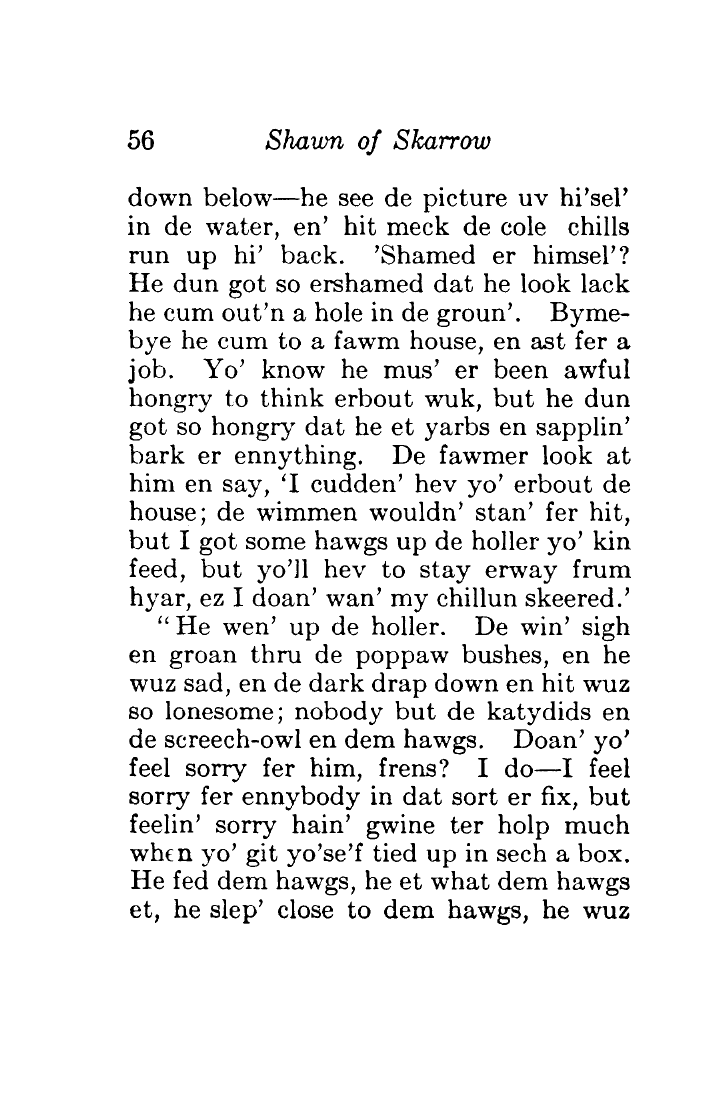 56 Shawn of Skarrow
down below—he see de picture uv hi'sel'
in de water, en' hit meck de cole chills
run up hi' back. 'Shamed er himsel'?
He dun got so ershamed dat he look lack
he cum out'n a hole in de groun'. Byme-
bye he cum to a fawm house, en ast fer a
job. Yo' know he mus' er been awful
hongry to think erbout wuk, but he dun
got so hongry dat he et yarbs en sapplin'
bark er ennything. De fawmer look at
him en say, 'I cudden' hev yo' erbout de
house; de wimmen wouldn' stan' fer hit,
but I got some hawgs up de holler yo' kin
feed, but yo'll hev to stay erway frum
hyar, ez I doan' wan' my chillun skeered.'
"He wen' up de holler. De win' sigh
en groan thru de poppaw bushes, en he
wuz sad, en de dark drap down en hit wuz
so lonesome; nobody but de katydids en
de screech-owl en dem hawgs. Doan' yo'
feel sorry fer him, frens? I do—I feel
sorry fer ennybody in dat sort er fix, but
feelin' sorry hain' gwine ter holp much
when yo' git yo'se'f tied up in sech a box.
He fed dem hawgs, he et what dem hawgs
et, he slep' close to dem hawgs, he wuz